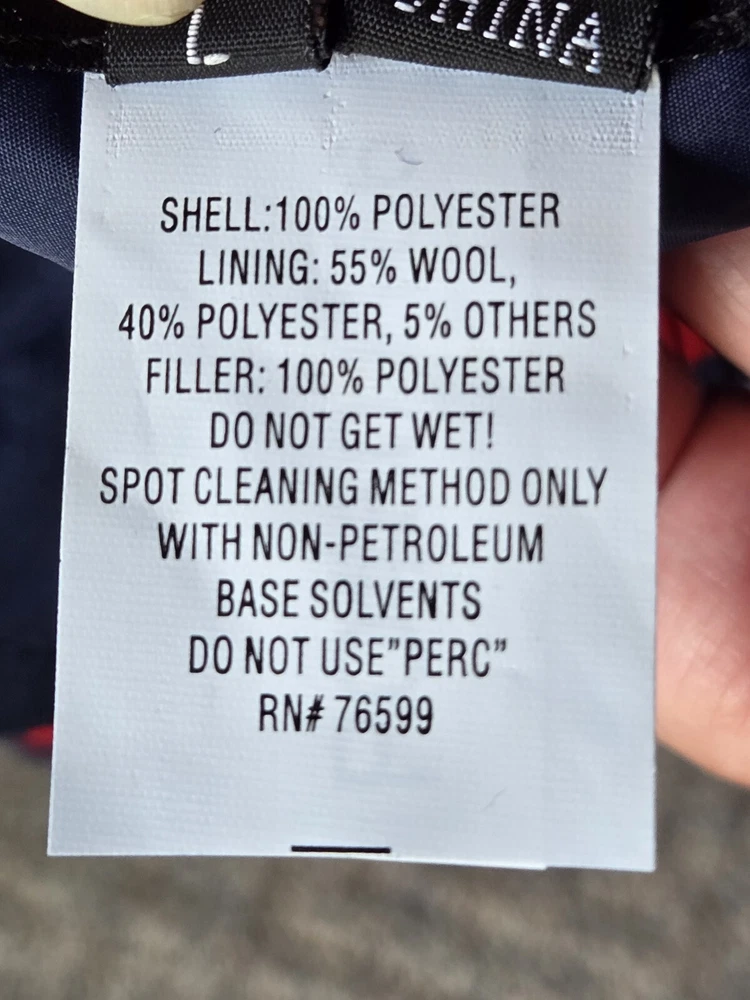 L
CHINA
SHELL:100% POLYESTER
LINING: 55% WOOL,
40% POLYESTER, 5% OTHERS
FILLER: 100% POLYESTER
DO NOT GET WET!
SPOT CLEANING METHOD ONLY
WITH NON-PETROLEUM
BASE SOLVENTS
DO NOT USE"PERC"
RN# 76599